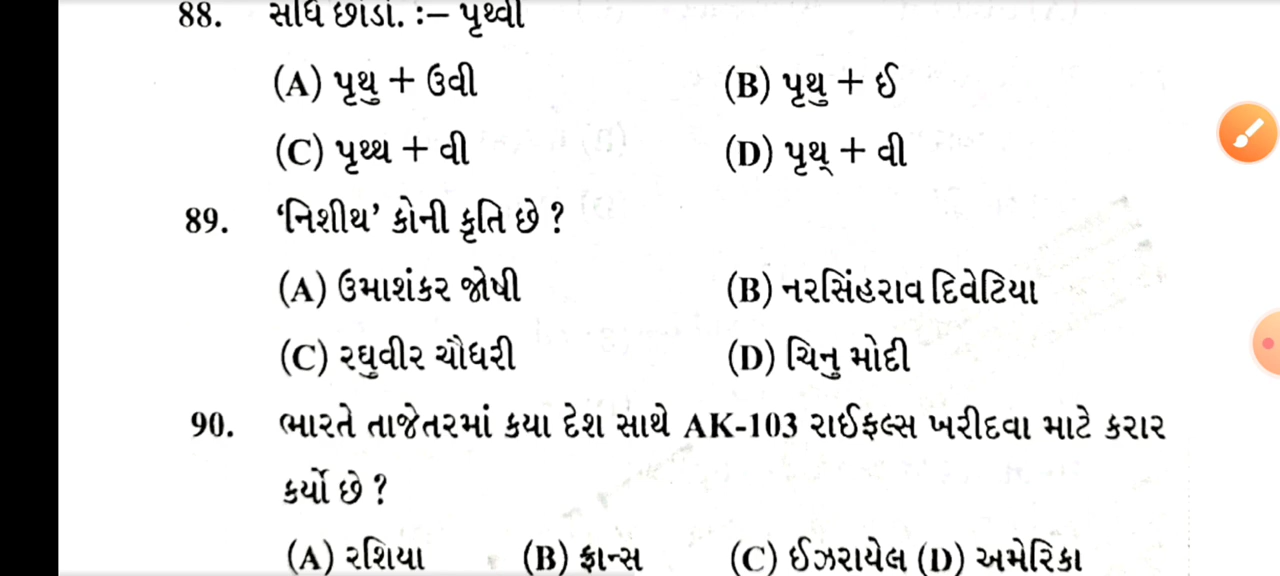 88. સંધિ છોડો. :– પૃથ્વી
(A) પૃથુ + ઉવી (B) પૃથુ + ઈ
(C) પૃથ્થ + વી (D) પૃથ્ + વી
89. ‘નિશીથ’ કોની કૃતિ છે ?
(A) ઉમાશંકર જોષી (B) નરસિંહરાવ દિવેટિયા
(C) રઘુવીર ચૌધરી (D) ચિનુ મોદી
90. ભારતે તાજેતરમાં કયા દેશ સાથે AK-103 રાઈફલ્સ ખરીદવા માટે કરાર
કર્યો છે ?
(A) રશિયા (B) ફ્રાન્સ (C) ઈઝરાયેલ (D) અમેરિકા